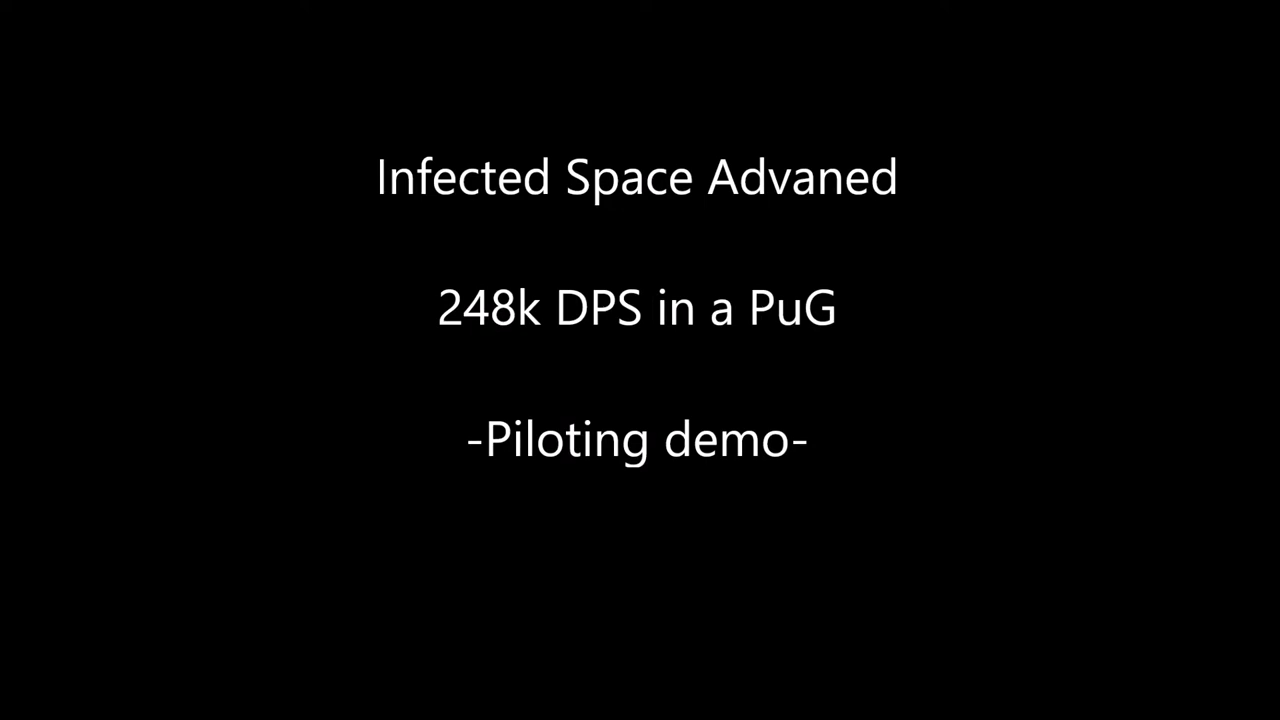 Infected Space Advaned
248k DPS in a PuG
-Piloting demo-